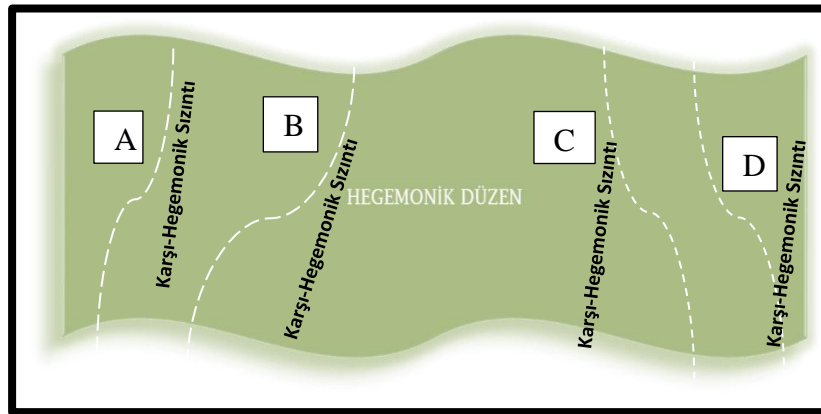 A
Karşı-Hegemonik Sızıntı
B
Karşı-Hegemonik Sızıntı
HEGEMONİK DÜZEN
C
Karşı-Hegemonik Sızıntı
D
Karşı-Hegemonik Sızıntı